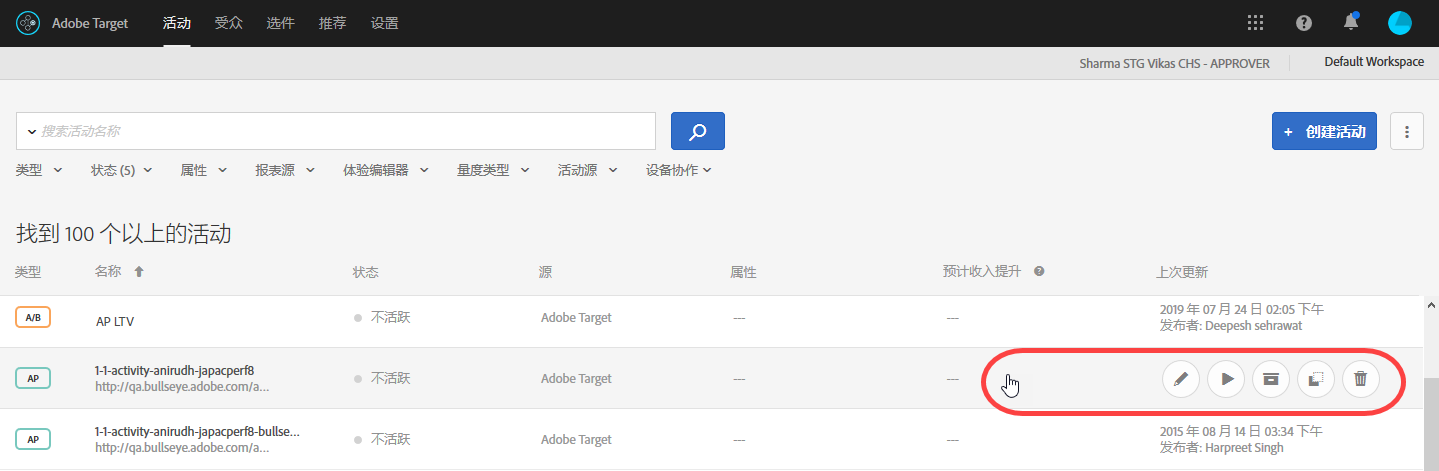 Adobe Target 活动 受众 选件 推荐 设置
Sharma STG Vikas CHS - APPROVER Default Workspace
搜索活动名称
+ 创建活动
类型 状态 (5) 属性 报表源 体验编辑器 量度类型 活动源 设备协作
找到 100 个以上的活动
类型 名称 状态 源 属性 预计收入提升 上次更新
A/B AP LTV 不活跃 Adobe Target --- --- 2019 年 07 月 24 日 02:05 下午
发布者: Deepesh sehrawat
AP 1-1-activity-anirudh-japacperf8 不活跃 Adobe Target --- ---
http://qa.bullseye.adobe.com/a...
AP 1-1-activity-anirudh-japacperf8-bullse... 不活跃 Adobe Target --- --- 2015 年 08 月 14 日 03:34 下午
http://qa.bullseye.adobe.com/a... 发布者: Harpreet Singh